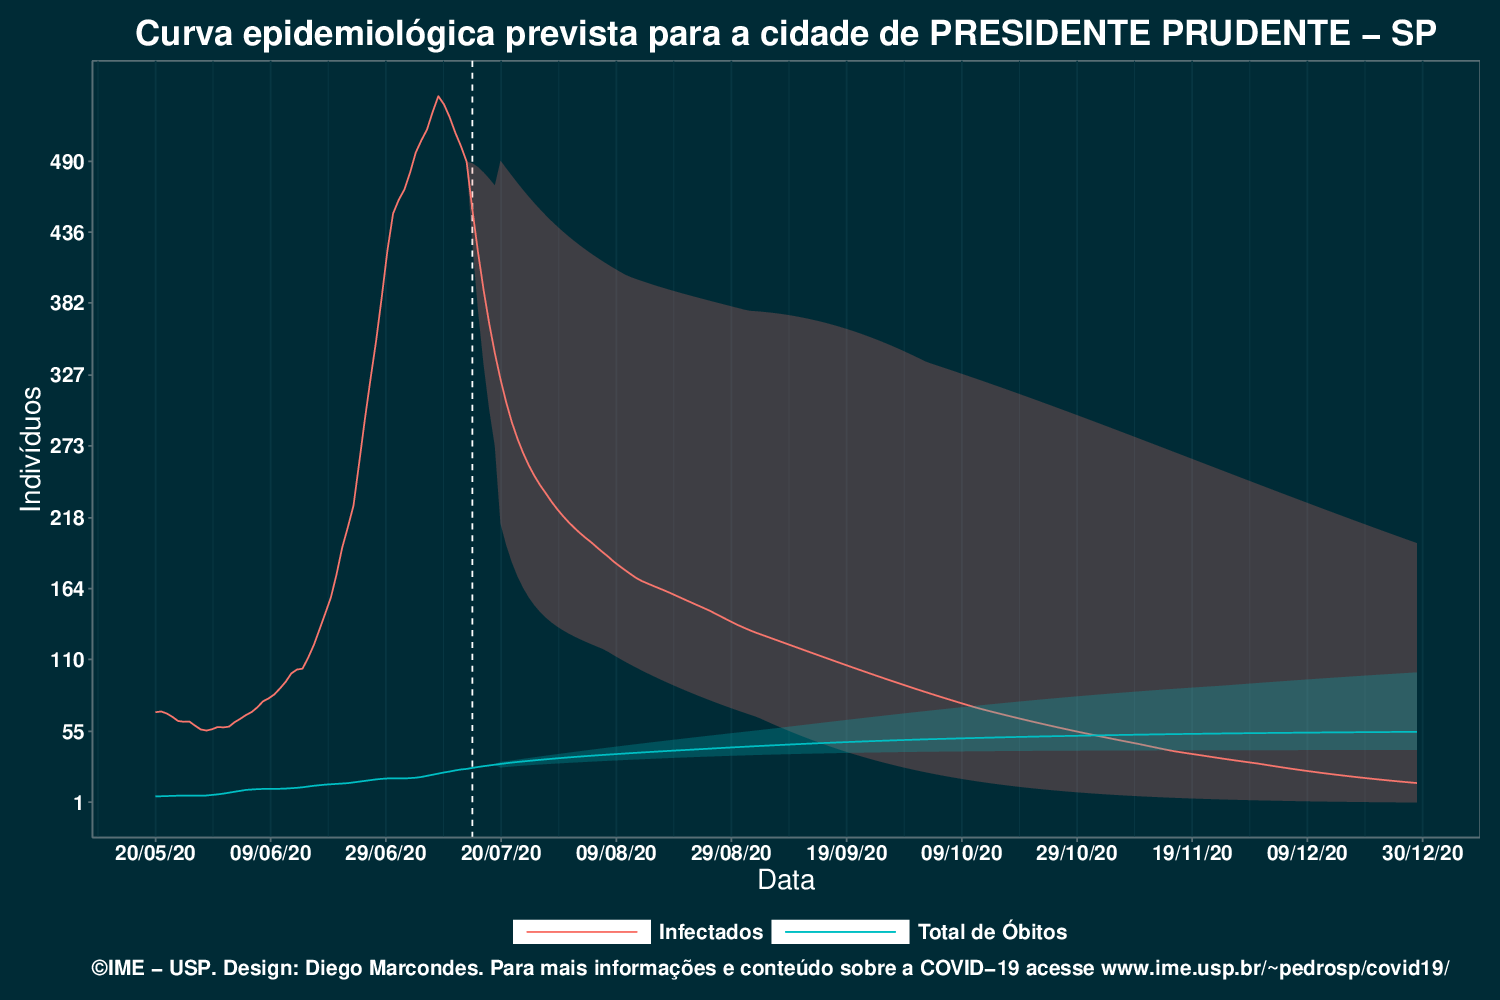 Curva epidemiológica prevista para a cidade de PRESIDENTE PRUDENTE – SP
490
436
382
327
273
218
164
110
55
1
Indivíduos
20/05/20 09/06/20 29/06/20 20/07/20 09/08/20 29/08/20 19/09/20 09/10/20 29/10/20 19/11/20 09/12/20 30/12/20
Data
Infectados Total de Óbitos
©IME – USP. Design: Diego Marcondes. Para mais informações e conteúdo sobre a COVID–19 acesse www.ime.usp.br/~pedrosp/covid19/